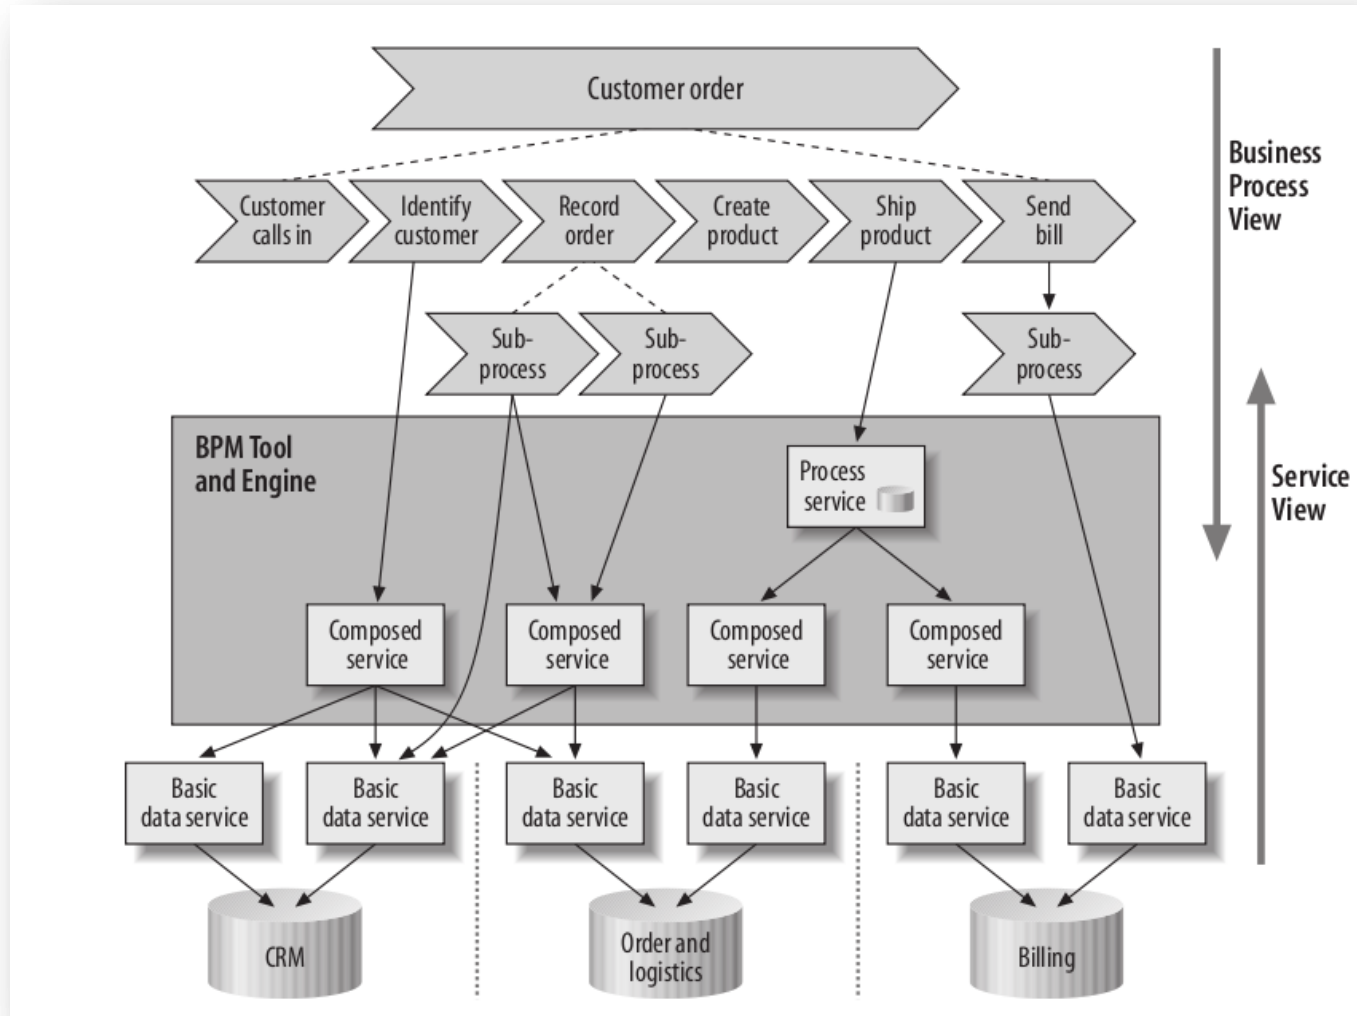 Customer order
Business
Process
View
Customer
calls in
Identify
customer
Record
order
Create
product
Ship
product
Send
bill
Sub-
process
Sub-
process
Sub-
process
BPM Tool
and Engine
Process
service
Service
View
Composed
service
Composed
service
Composed
service
Composed
service
Basic
data service
Basic
data service
Basic
data service
Basic
data service
Basic
data service
Basic
data service
CRM
Order and
logistics
Billing